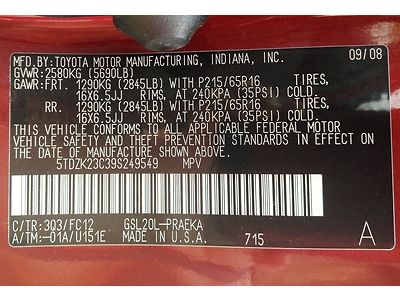 MFD.BY: TOYOTA MOTOR MANUFACTURING, INDIANA, INC. 09/08
GVWR: 2580KG (5690LB)
GAWR: FRT. 1290KG (2845LB) WITH P215/65R16 TIRES,
16X6.5JJ RIMS, AT 240KPA (35PSI) COLD.
RR. 1290KG (2845LB) WITH P215/65R16 TIRES,
16X6.5JJ RIMS, AT 240KPA (35PSI) COLD.
THIS VEHICLE CONFORMS TO ALL APPLICABLE FEDERAL MOTOR
VEHICLE SAFETY, BUMPER, AND THEFT PREVENTION STANDARDS
IN EFFECT ON THE DATE OF MANUFACTURE SHOWN ABOVE.
5TDZK23C39S249549 MPV
C/TR: 3Q3/FC12 GSL20L-PRAEKA A
A/TM: -01A/U151E MADE IN U.S.A. 715